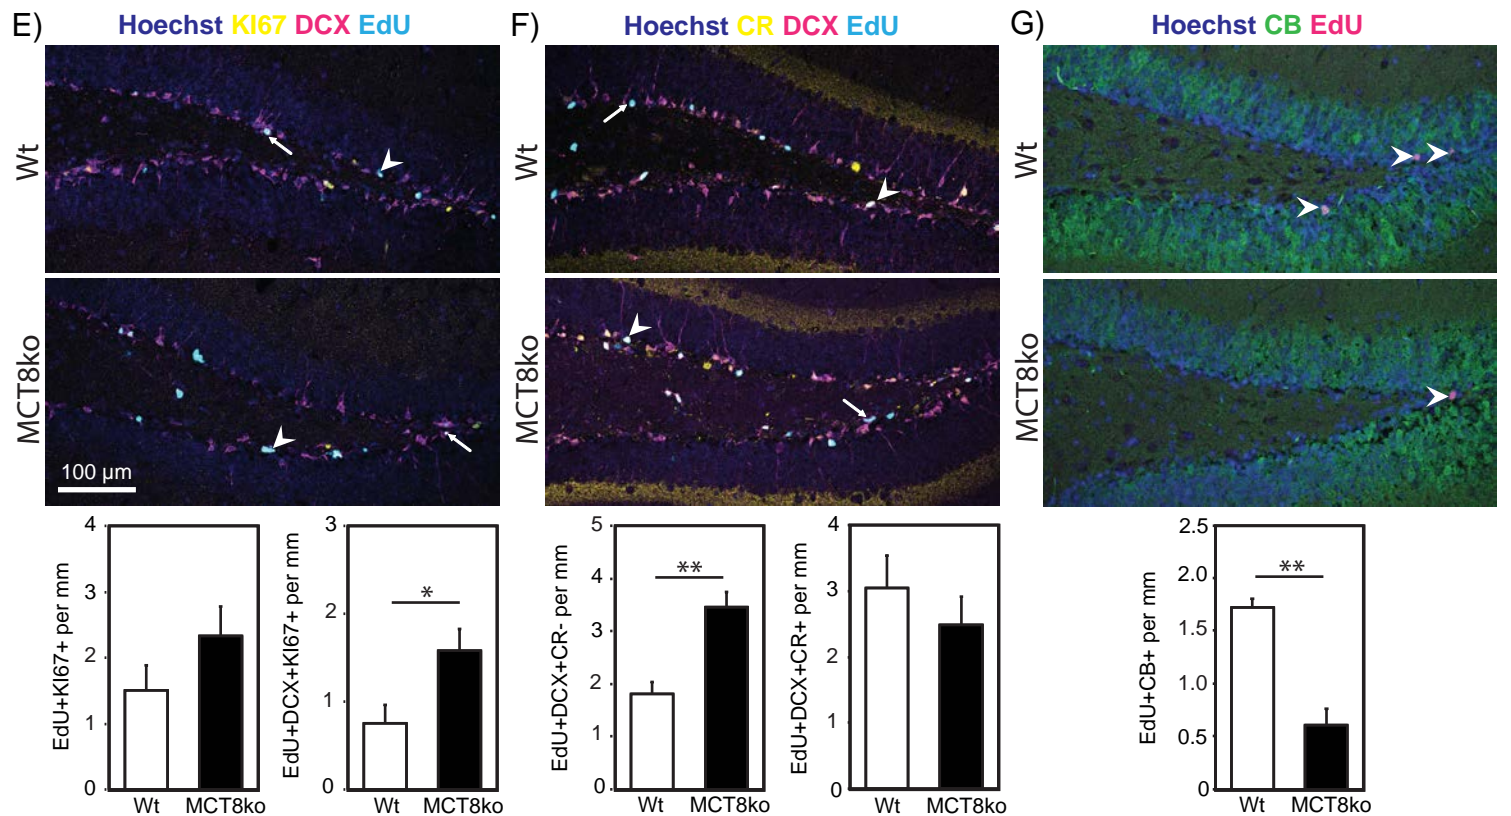 E)
Hoechst KI67 DCX EdU
F)
Hoechst CR DCX EdU
G)
Hoechst CB EdU
Wt
MCT8ko
100 µm
Wt
MCT8ko
Wt
MCT8ko
EdU+KI67+ per mm
4
3
2
1
0
Wt MCT8ko
EdU+DCX+KI67+ per mm
3
2
1
0
*
Wt MCT8ko
EdU+DCX+CR- per mm
5
4
3
2
1
0
**
Wt MCT8ko
EdU+DCX+CR+ per mm
4
3
2
1
0
Wt MCT8ko
EdU+CB+ per mm
2.5
2.0
1.5
1.0
0.5
0
**
Wt MCT8ko